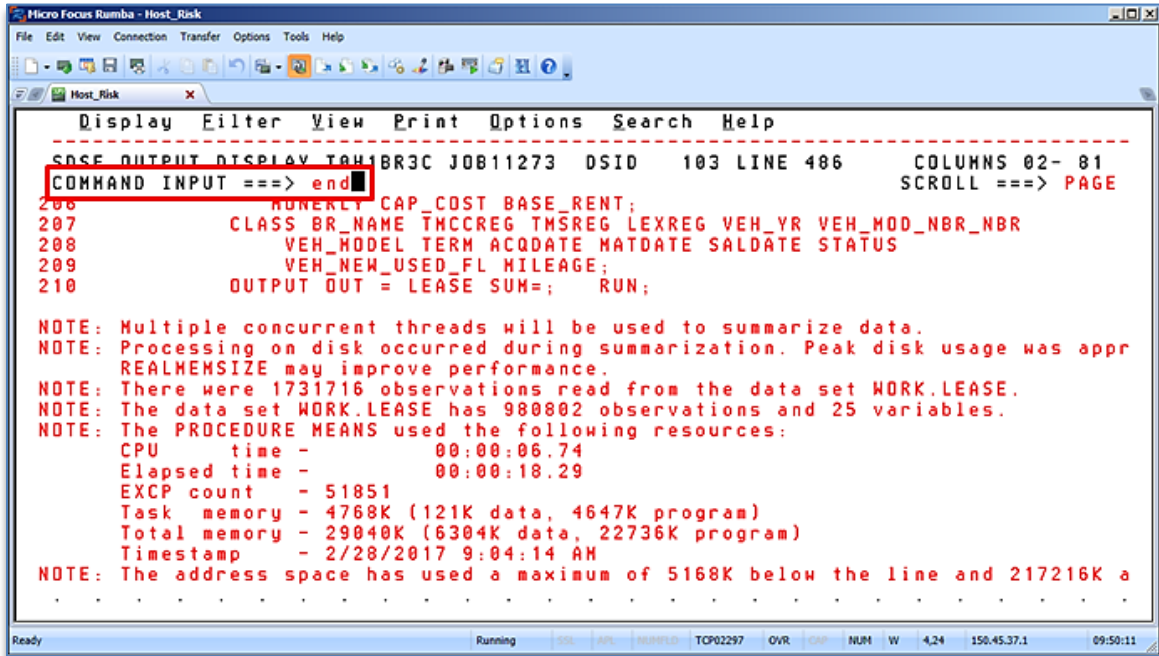 Micro Focus Rumba - Host_Risk
File Edit View Connection Transfer Options Tools Help
Host_Risk
Display Filter View Print Options Search Help
SDSF OUTPUT DISPLAY T0H1BR3C JOB11273 DSID 103 LINE 486 COLUMNS 02- 81
COMMAND INPUT ===> end SCROLL ===> PAGE
206 MONERLY CAP_COST BASE_RENT;
207 CLASS BR_NAME TMCCREG TMSREG LEXREG VEH_YR VEH_MOD_NBR_NBR
208 VEH_MODEL TERM ACQDATE MATDATE SALDATE STATUS
209 VEH_NEW_USED_FL MILEAGE;
210 OUTPUT OUT = LEASE SUM=; RUN;
NOTE: Multiple concurrent threads will be used to summarize data.
NOTE: Processing on disk occurred during summarization. Peak disk usage was appr
REALMEMSIZE may improve performance.
NOTE: There were 1731716 observations read from the data set WORK.LEASE.
NOTE: The data set WORK.LEASE has 980802 observations and 25 variables.
NOTE: The PROCEDURE MEANS used the following resources:
CPU time - 00:00:06.74
Elapsed time - 00:00:18.29
EXCP count - 51851
Task memory - 4768K (121K data, 4647K program)
Total memory - 29040K (6304K data, 22736K program)
Timestamp - 2/28/2017 9:04:14 AM
NOTE: The address space has used a maximum of 5168K below the line and 217216K a
Ready Running SSL APL NUMFLD TCP02297 OVR CAP NUM W 4,24 150.45.37.1 09:50:11